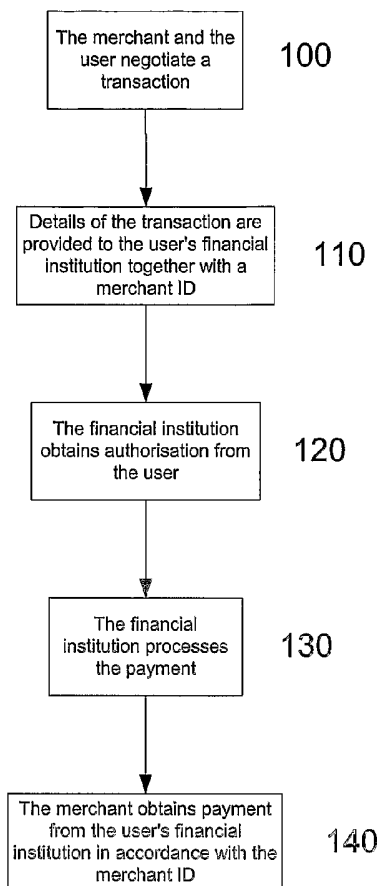 The merchant and the
user negotiate a
transaction
100
Details of the transaction are
provided to the user's financial
institution together with a
merchant ID
110
The financial institution
obtains authorisation from
the user
120
The financial
institution processes
the payment
130
The merchant obtains payment
from the user's financial
institution in accordance with the
merchant ID
140